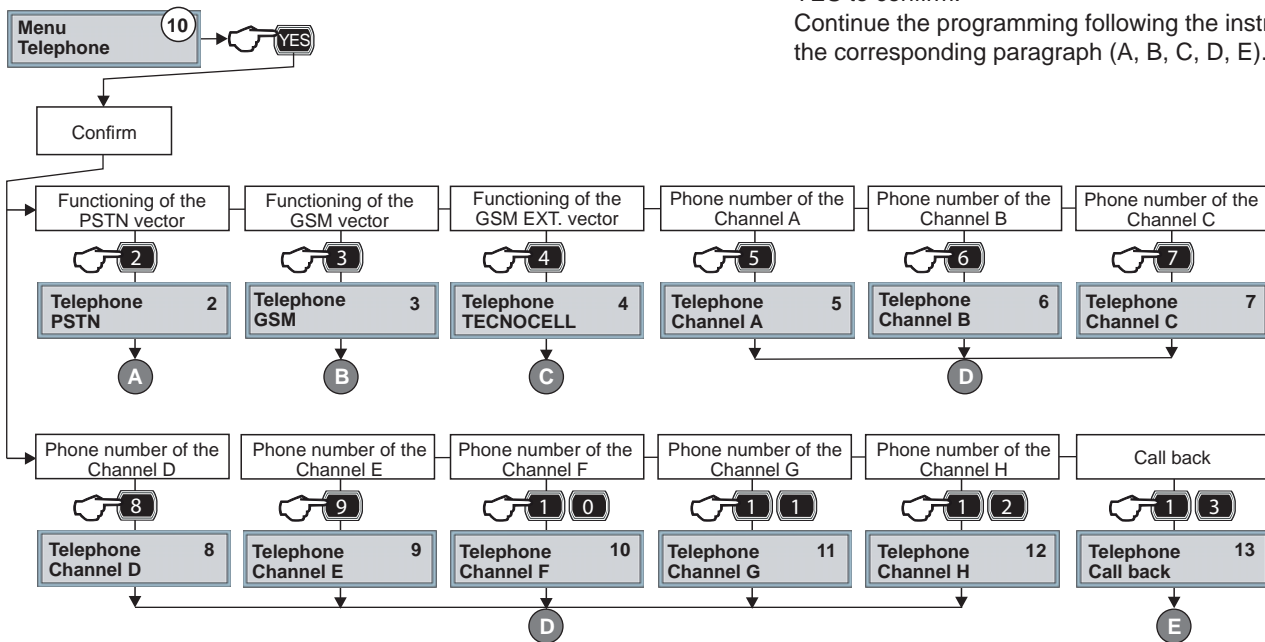 YES to confirm.
Continue the programming following the
the corresponding paragraph (A, B, C, D, E).
Menu 10
Telephone
YES
Confirm
Functioning of the
PSTN vector
Functioning of the
GSM vector
Functioning of the
GSM EXT. vector
Phone number of the
Channel A
Phone number of the
Channel B
Phone number of the
Channel C
2
3
4
5
6
7
Telephone 2
PSTN
Telephone 3
GSM
Telephone 4
TECNOCELL
Telephone 5
Channel A
Telephone 6
Channel B
Telephone 7
Channel C
A
B
C
D
Phone number of the
Channel D
Phone number of the
Channel E
Phone number of the
Channel F
Phone number of the
Channel G
Phone number of the
Channel H
Call back
8
9
1 0
1 1
1 2
1 3
Telephone 8
Channel D
Telephone 9
Channel E
Telephone 10
Channel F
Telephone 11
Channel G
Telephone 12
Channel H
Telephone 13
Call back
D
E